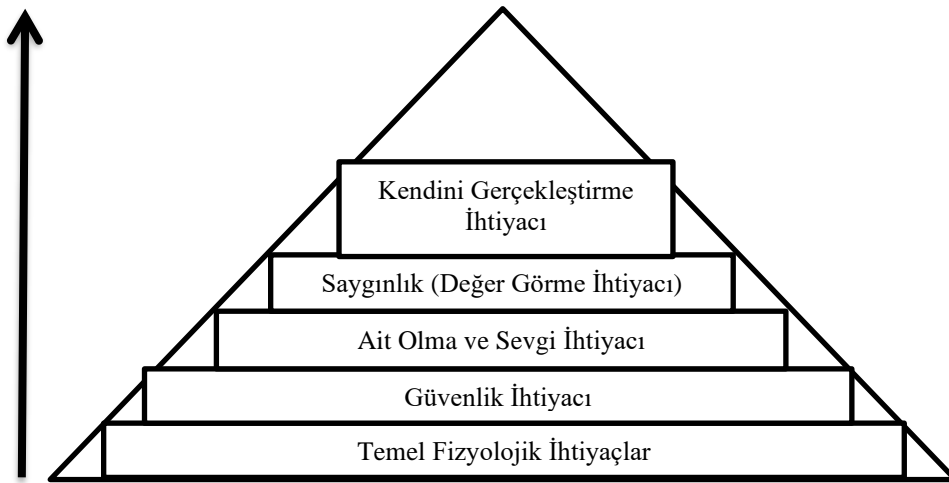 Kendini Gerçekleştirme
İhtiyacı
Saygınlık (Değer Görme İhtiyacı)
Ait Olma ve Sevgi İhtiyacı
Güvenlik İhtiyacı
Temel Fizyolojik İhtiyaçlar